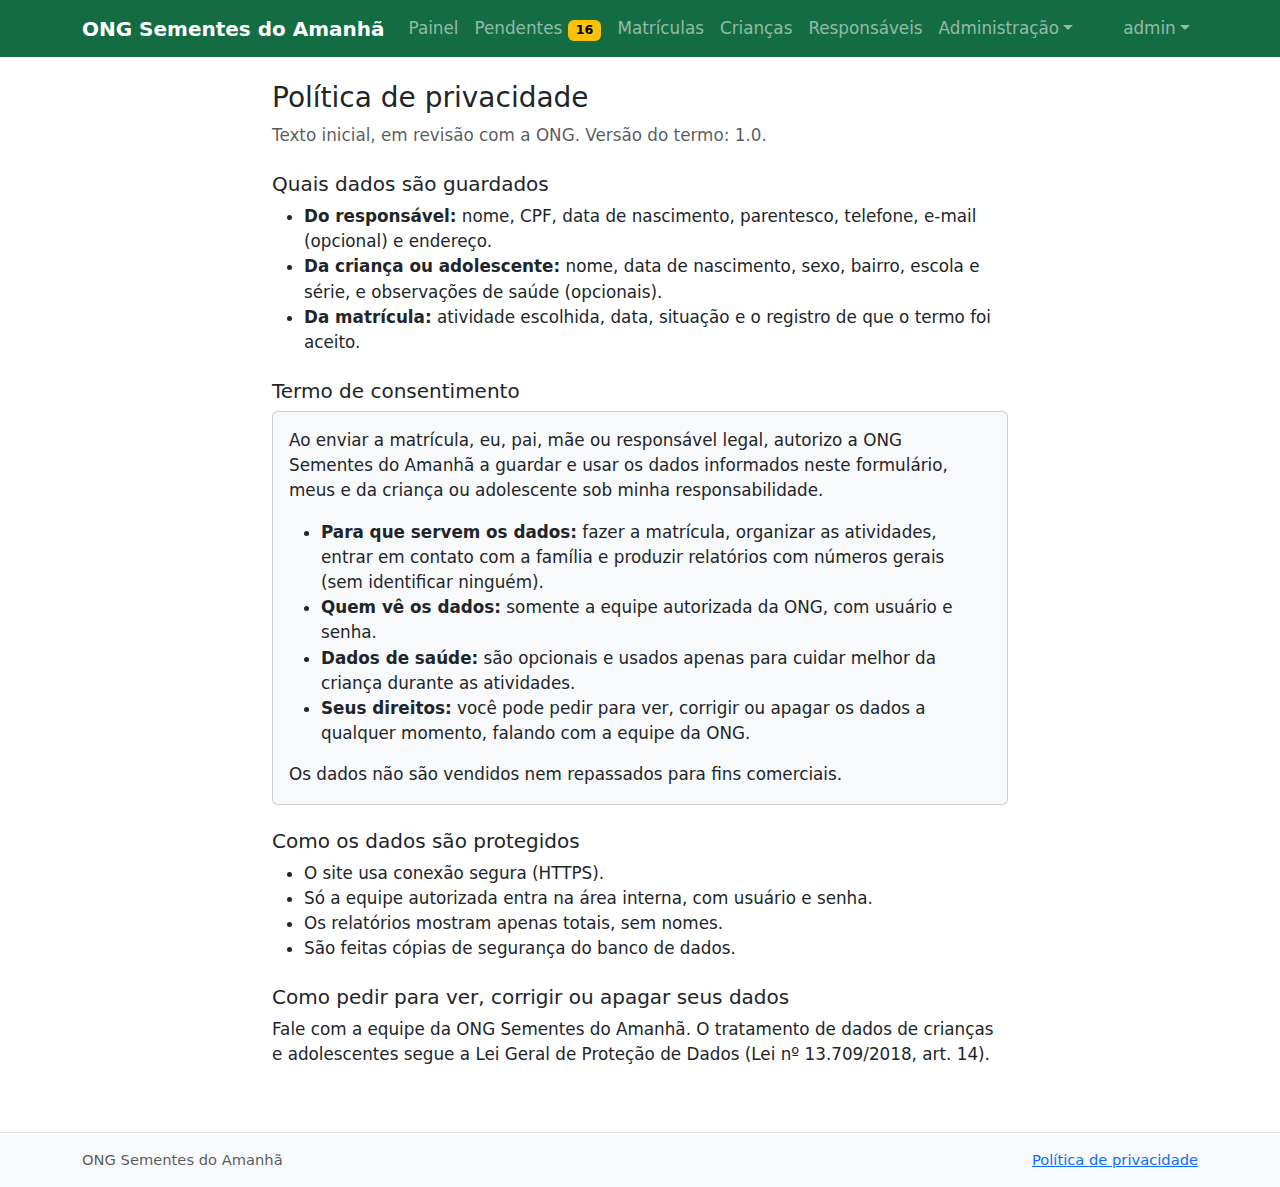 ONG Sementes do Amanhã Painel Pendentes 16 Matrículas Crianças Responsáveis Administração admin
Política de privacidade
Texto inicial, em revisão com a ONG. Versão do termo: 1.0.
Quais dados são guardados
• Do responsável: nome, CPF, data de nascimento, parentesco, telefone, e-mail
(opcional) e endereço.
• Da criança ou adolescente: nome, data de nascimento, sexo, bairro, escola e
série, e observações de saúde (opcionais).
• Da matrícula: atividade escolhida, data, situação e o registro de que o termo foi
aceito.
Termo de consentimento
Ao enviar a matrícula, eu, pai, mãe ou responsável legal, autorizo a ONG
Sementes do Amanhã a guardar e usar os dados informados neste formulário,
meus e da criança ou adolescente sob minha responsabilidade.
• Para que servem os dados: fazer a matrícula, organizar as atividades,
entrar em contato com a família e produzir relatórios com números gerais
(sem identificar ninguém).
• Quem vê os dados: somente a equipe autorizada da ONG, com usuário e
senha.
• Dados de saúde: são opcionais e usados apenas para cuidar melhor da
criança durante as atividades.
• Seus direitos: você pode pedir para ver, corrigir ou apagar os dados a
qualquer momento, falando com a equipe da ONG.
Os dados não são vendidos nem repassados para fins comerciais.
Como os dados são protegidos
• O site usa conexão segura (HTTPS).
• Só a equipe autorizada entra na área interna, com usuário e senha.
• Os relatórios mostram apenas totais, sem nomes.
• São feitas cópias de segurança do banco de dados.
Como pedir para ver, corrigir ou apagar seus dados
Fale com a equipe da ONG Sementes do Amanhã. O tratamento de dados de crianças
e adolescentes segue a Lei Geral de Proteção de Dados (Lei nº 13.709/2018, art. 14).
ONG Sementes do Amanhã Política de privacidade